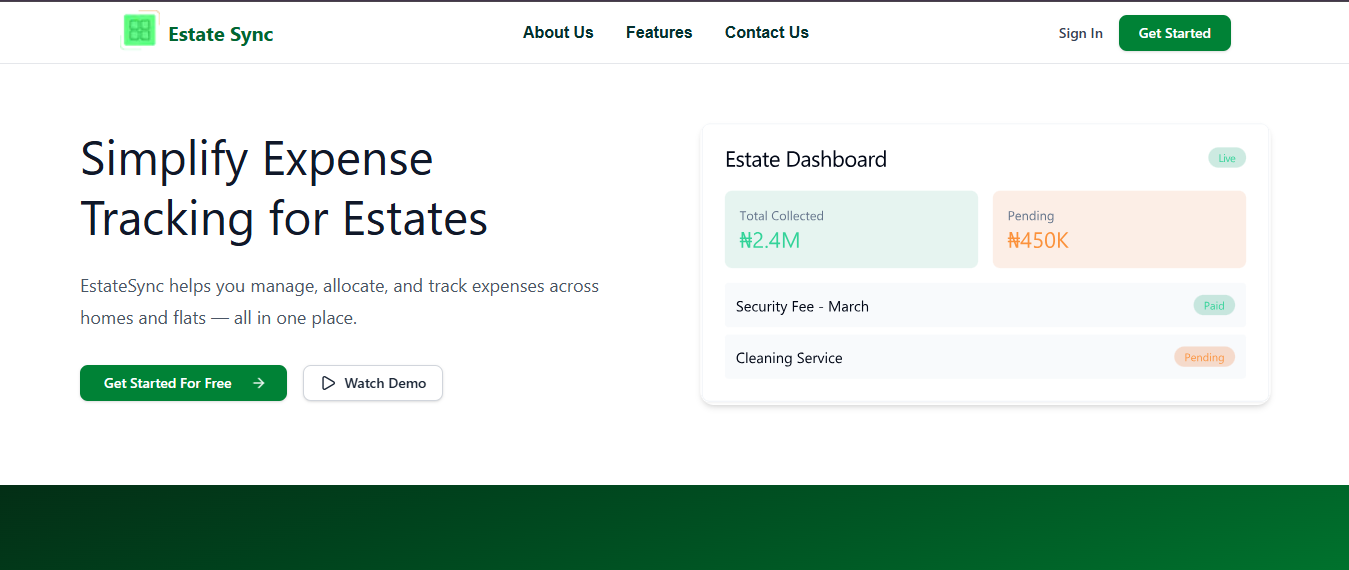 Estate Sync
About Us
Features
Contact Us
Sign In
Get Started
Simplify Expense
Tracking for Estates
EstateSync helps you manage, allocate, and track expenses across
homes and flats — all in one place.
Get Started For Free
Watch Demo
Estate Dashboard
Live
Total Collected
₦2.4M
Pending
₦450K
Security Fee - March
Paid
Cleaning Service
Pending